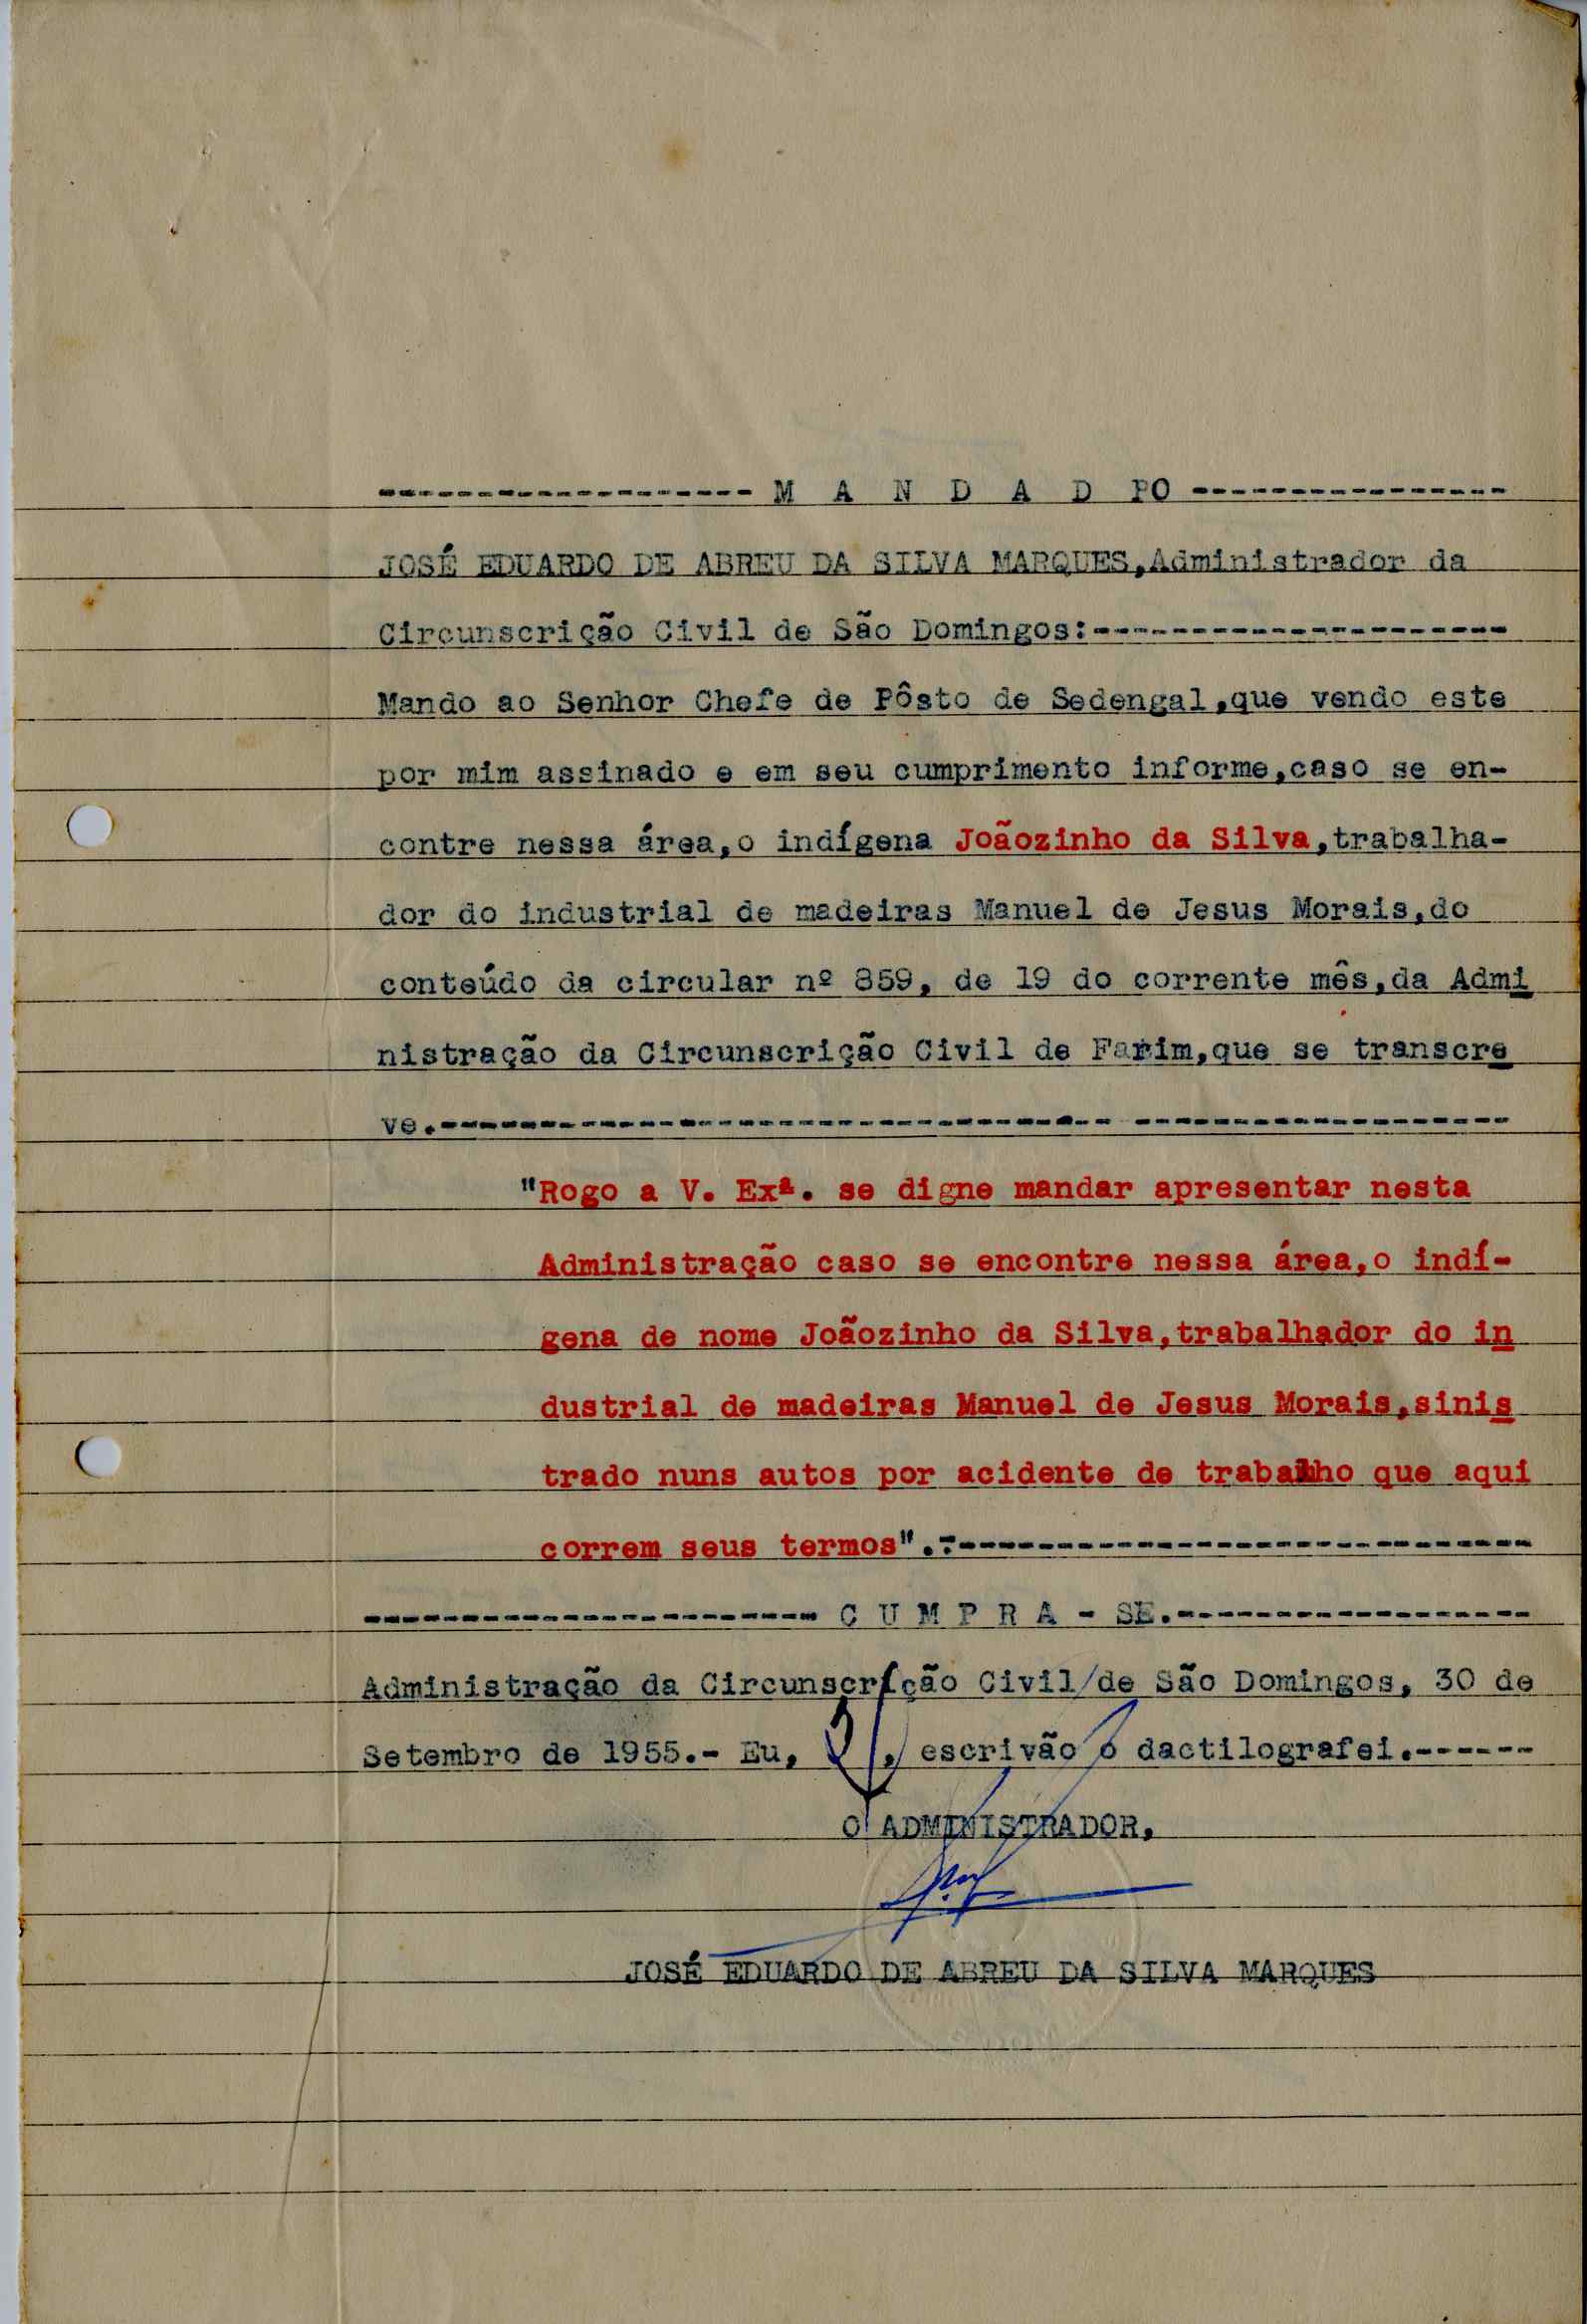 ------------------- M A N D A D PO ----------------
JOSÉ EDUARDO DE ABREU DA SILVA MARQUES,Administrador da
Circunscrição Civil de São Domingos:---------------------
Mando ao Senhor Chefe de Pôsto de Sedengal,que vendo este
por mim assinado e em seu cumprimento informe,caso se en-
contre nessa área,o indígena Joãozinho da Silva,trabalha-
dor do industrial de madeiras Manuel de Jesus Morais,do
conteúdo da circular nº 859, de 19 do corrente mês,da Admi
nistração da Circunscrição Civil de Farim,que se transcre
ve.---------------------------------- -------------------
"Rogo a V. Exª. se digne mandar apresentar nesta
Administração caso se encontre nessa área,o indí-
gena de nome Joãozinho da Silva,trabalhador do in
dustrial de madeiras Manuel de Jesus Morais,sinis
trado nuns autos por acidente de trabalho que aqui
correm seus termos".:-----------------------------
----------------------- C U M P R A - SE.------------------
Administração da Circunscrição Civil/de São Domingos, 30 de
Setembro de 1955.- Eu, , escrivão o dactilografei.------
O ADMINISTRADOR,
JOSÉ EDUARDO DE ABREU DA SILVA MARQUES